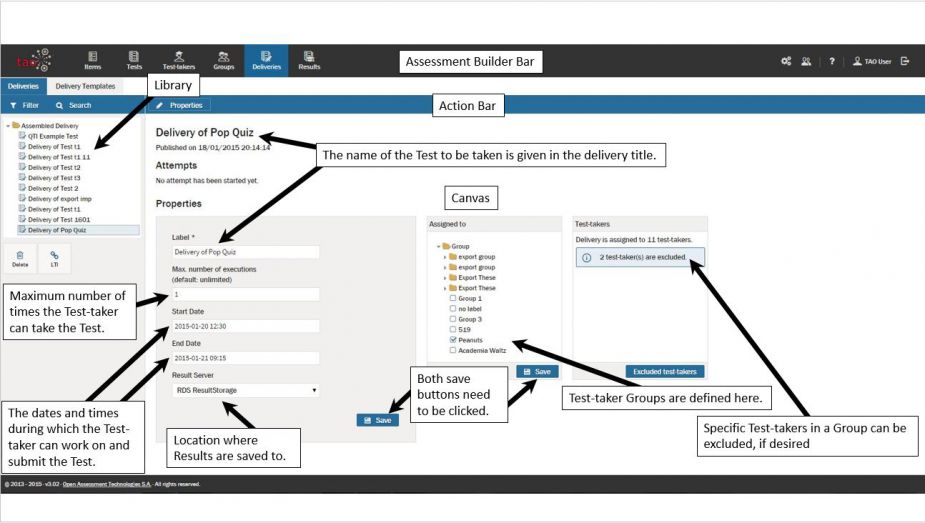 tao
Items
Tests
Test-takers
Groups
Deliveries
Results
Assessment Builder Bar
?
TAO User
Deliveries
Delivery Templates
Library
Filter
Search
Properties
Action Bar
Assembled Delivery
QTI Example Test
Delivery of Test t1
Delivery of Test t1 11
Delivery of Test t2
Delivery of Test t3
Delivery of Test 2
Delivery of export imp
Delivery of Test t1
Delivery of Test 1601
Delivery of Pop Quiz
Delete
LTI
Delivery of Pop Quiz
Published on 18/01/2015 20:14:14
The name of the Test to be taken is given in the delivery title.
Attempts
No attempt has been started yet.
Canvas
Properties
Label *
Delivery of Pop Quiz
Max. number of executions
(default: unlimited)
1
Start Date
2015-01-20 12:30
End Date
2015-01-21 09:15
Result Server
RDS ResultStorage
Save
Assigned to
Group
export group
export group
Export These
Export These
Group 1
no label
Group 3
519
Peanuts
Academia Waltz
Save
Test-takers
Delivery is assigned to 11 test-takers.
2 test-taker(s) are excluded.
Excluded test-takers
Maximum number of
times the Test-taker
can take the Test.
The dates and times
during which the Test-
taker can work on and
submit the Test.
Location where
Results are saved to.
Both save
buttons need
to be clicked.
Test-taker Groups are defined here.
Specific Test-takers in a Group can be
excluded, if desired
© 2013 - 2015 · v3.02 · Open Assessment Technologies S.A. · All rights reserved.